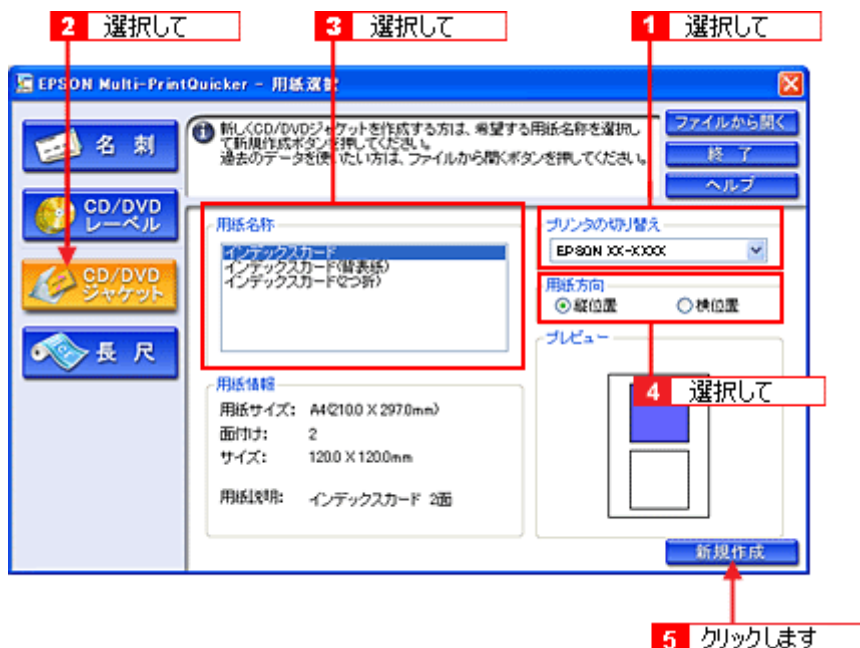 2 選択して
3 選択して
1 選択して
EPSON Multi-PrintQuicker - 用紙選択
名 刺
CD/DVD
レーベル
CD/DVD
ジャケット
長 尺
新しくCD/DVDジャケットを作成する方は、希望する用紙名称を選択し
て新規作成ボタンを押してください。
過去のデータを使いたい方は、ファイルから開くボタンを押してください。
ファイルから開く
終 了
ヘルプ
用紙名称
インデックスカード
インデックスカード(背表紙)
インデックスカード(2つ折)
プリンタの切り替え
EPSON XX-XXXX
用紙方向
縦位置
横位置
プレビュー
4 選択して
用紙情報
用紙サイズ: A4(210.0 X 297.0mm)
面付け: 2
サイズ: 120.0 X 120.0mm
用紙説明: インデックスカード 2面
新規作成
5 クリックします